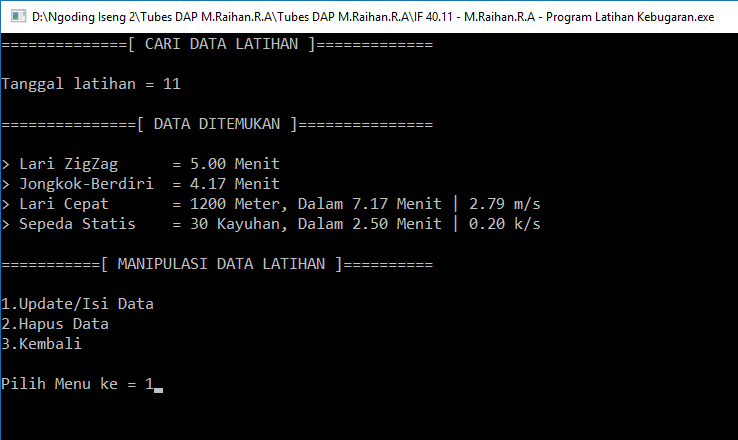 D:\Ngoding Iseng 2\Tubes DAP M.Raihan.R.A\Tubes DAP M.Raihan.R.A\IF 40.11 - M.Raihan.R.A - Program Latihan Kebugaran.exe
==============[ CARI DATA LATIHAN ]=============
Tanggal latihan = 11
===============[ DATA DITEMUKAN ]===============
> Lari ZigZag      = 5.00 Menit
> Jongkok-Berdiri  = 4.17 Menit
> Lari Cepat       = 1200 Meter, Dalam 7.17 Menit | 2.79 m/s
> Sepeda Statis    = 30 Kayuhan, Dalam 2.50 Menit | 0.20 k/s
===========[ MANIPULASI DATA LATIHAN ]==========
1.Update/Isi Data
2.Hapus Data
3.Kembali
Pilih Menu ke = 1